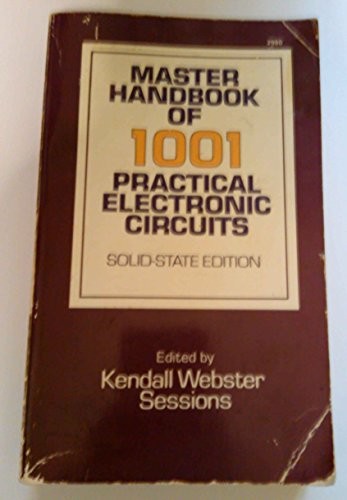 MASTER
HANDBOOK
OF
1001
PRACTICAL
ELECTRONIC
CIRCUITS
SOLID-STATE EDITION
Edited by
Kendall Webster
Sessions